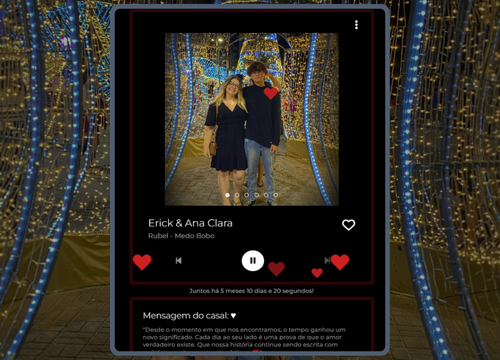 Erick & Ana Clara
Rubel - Medo Bobo
Juntos há 5 meses 10 dias e 20 segundos!
Mensagem do casal: ♥
"Desde o momento em que nos encontramos, o tempo ganhou um
novo significado. Cada dia ao seu lado é uma prova de que o amor
verdadeiro existe. Que nossa história continue sendo escrita com